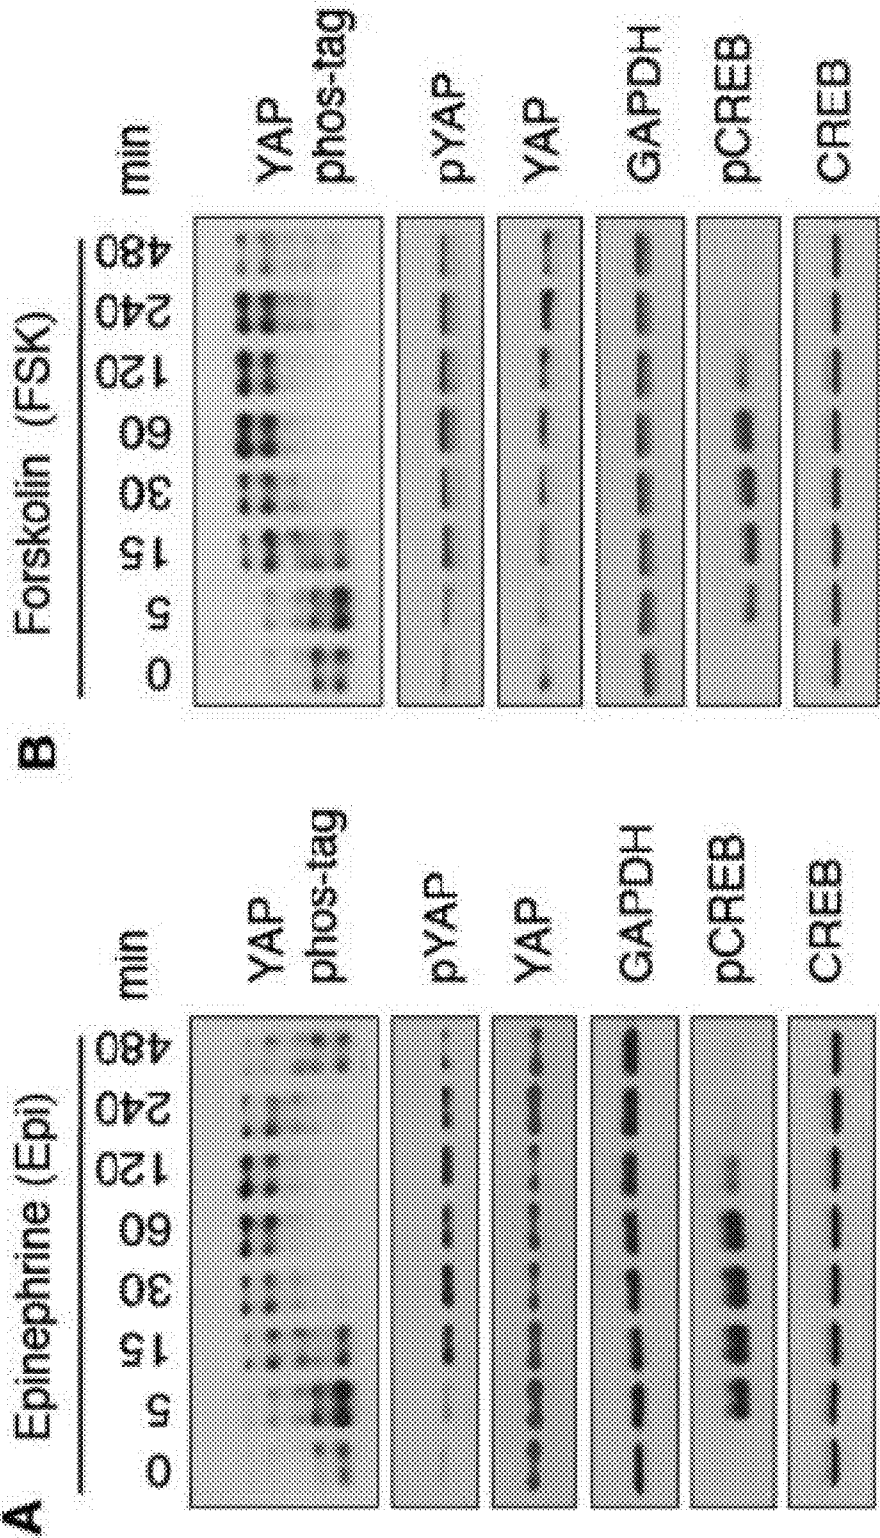 A
Epinephrine (Epi)
0 5 15 30 60 120 240 480 min
YAP
phos-tag
pYAP
YAP
GAPDH
pCREB
CREB
B
Forskolin (FSK)
0 5 15 30 60 120 240 480 min
YAP
phos-tag
pYAP
YAP
GAPDH
pCREB
CREB